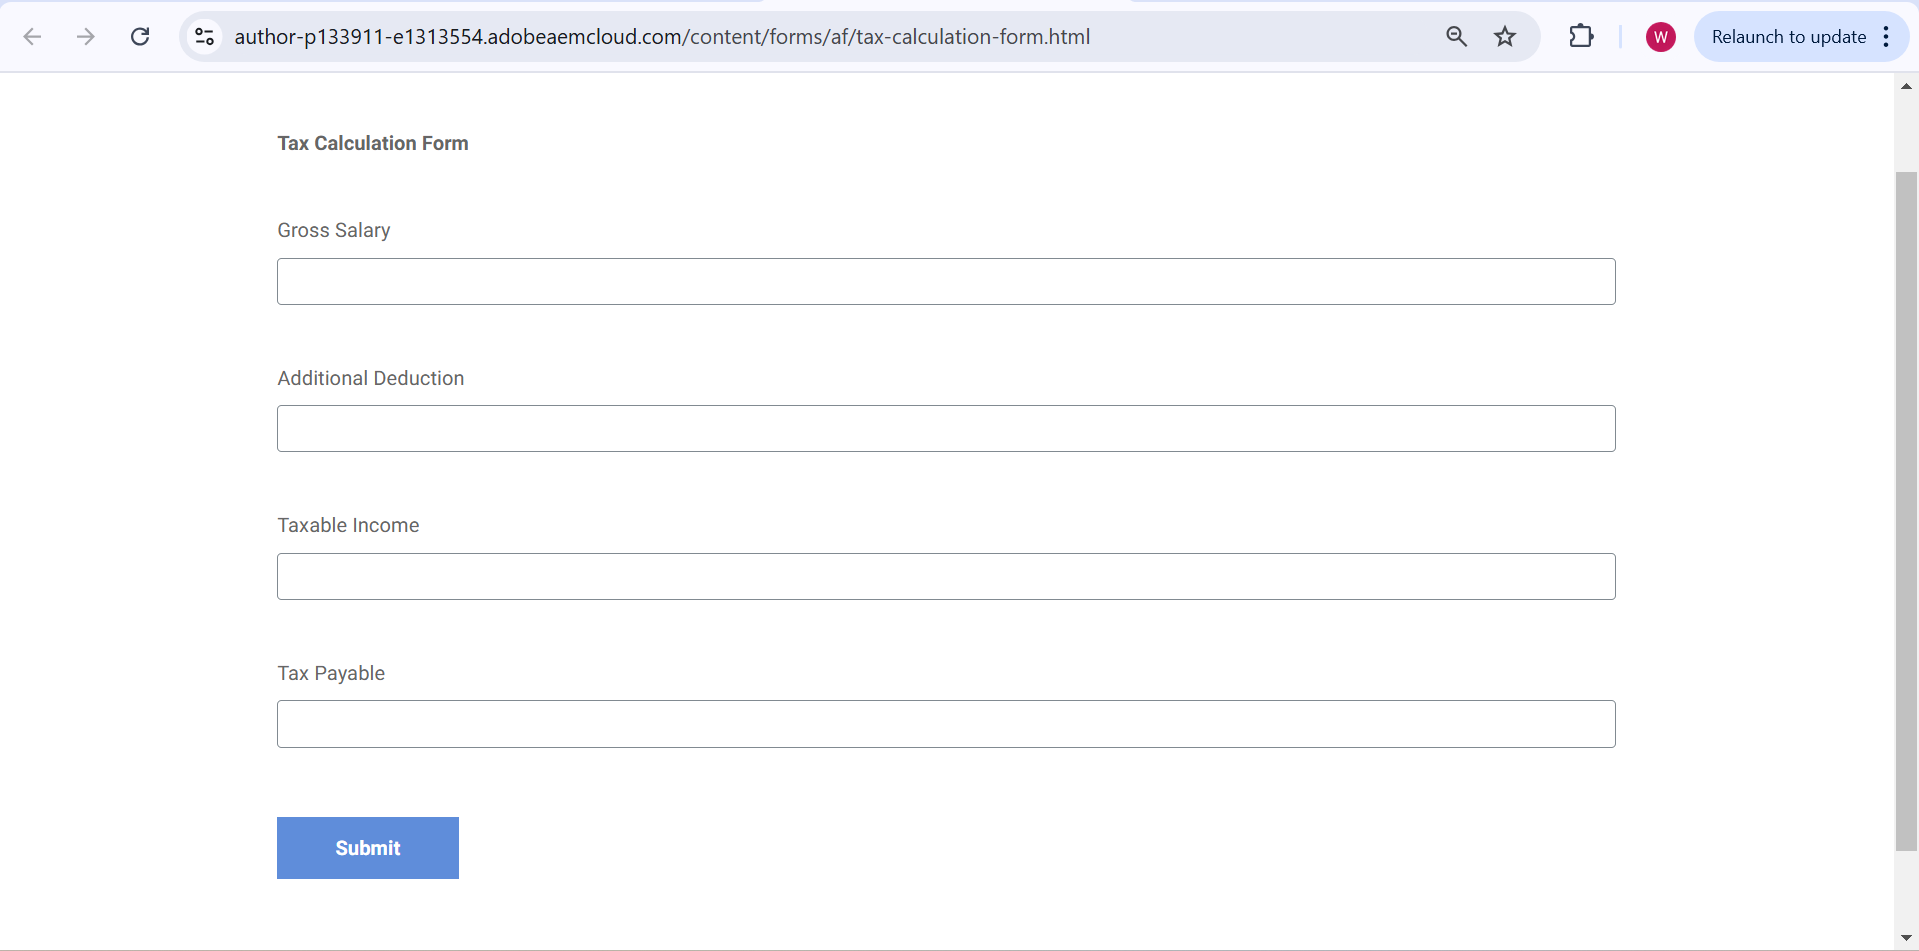 author-p133911-e1313554.adobeaemcloud.com/content/forms/af/tax-calculation-form.html
W
Relaunch to update
Tax Calculation Form
Gross Salary
Additional Deduction
Taxable Income
Tax Payable
Submit